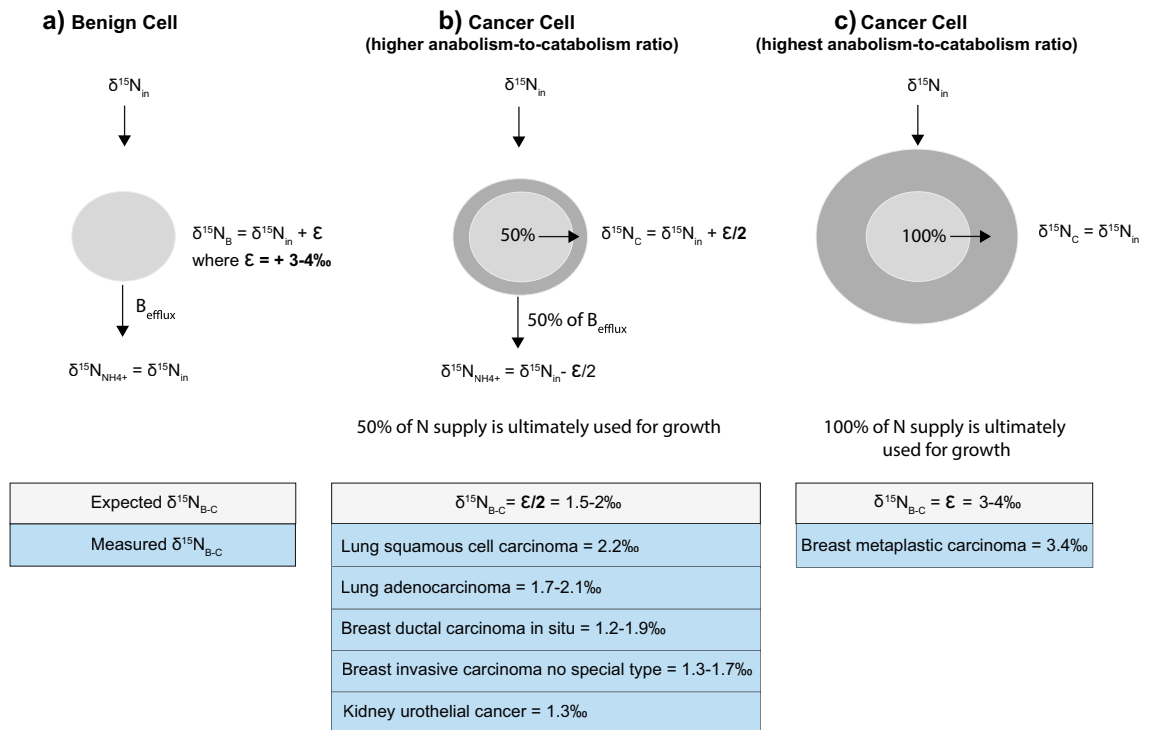 a) Benign Cell
δ¹⁵N_in
δ¹⁵N_B = δ¹⁵N_in + Ɛ
where Ɛ = + 3-4‰
B_efflux
δ¹⁵N_NH4+ = δ¹⁵N_in
b) Cancer Cell
(higher anabolism-to-catabolism ratio)
δ¹⁵N_in
50%
δ¹⁵N_C = δ¹⁵N_in + Ɛ/2
50% of B_efflux
δ¹⁵N_NH4+ = δ¹⁵N_in - Ɛ/2
50% of N supply is ultimately used for growth
c) Cancer Cell
(highest anabolism-to-catabolism ratio)
δ¹⁵N_in
100%
δ¹⁵N_C = δ¹⁵N_in
100% of N supply is ultimately
used for growth
Expected δ¹⁵N_B-C
Measured δ¹⁵N_B-C
δ¹⁵N_B-C = Ɛ/2 = 1.5-2‰
Lung squamous cell carcinoma = 2.2‰
Lung adenocarcinoma = 1.7-2.1‰
Breast ductal carcinoma in situ = 1.2-1.9‰
Breast invasive carcinoma no special type = 1.3-1.7‰
Kidney urothelial cancer = 1.3‰
δ¹⁵N_B-C = Ɛ = 3-4‰
Breast metaplastic carcinoma = 3.4‰